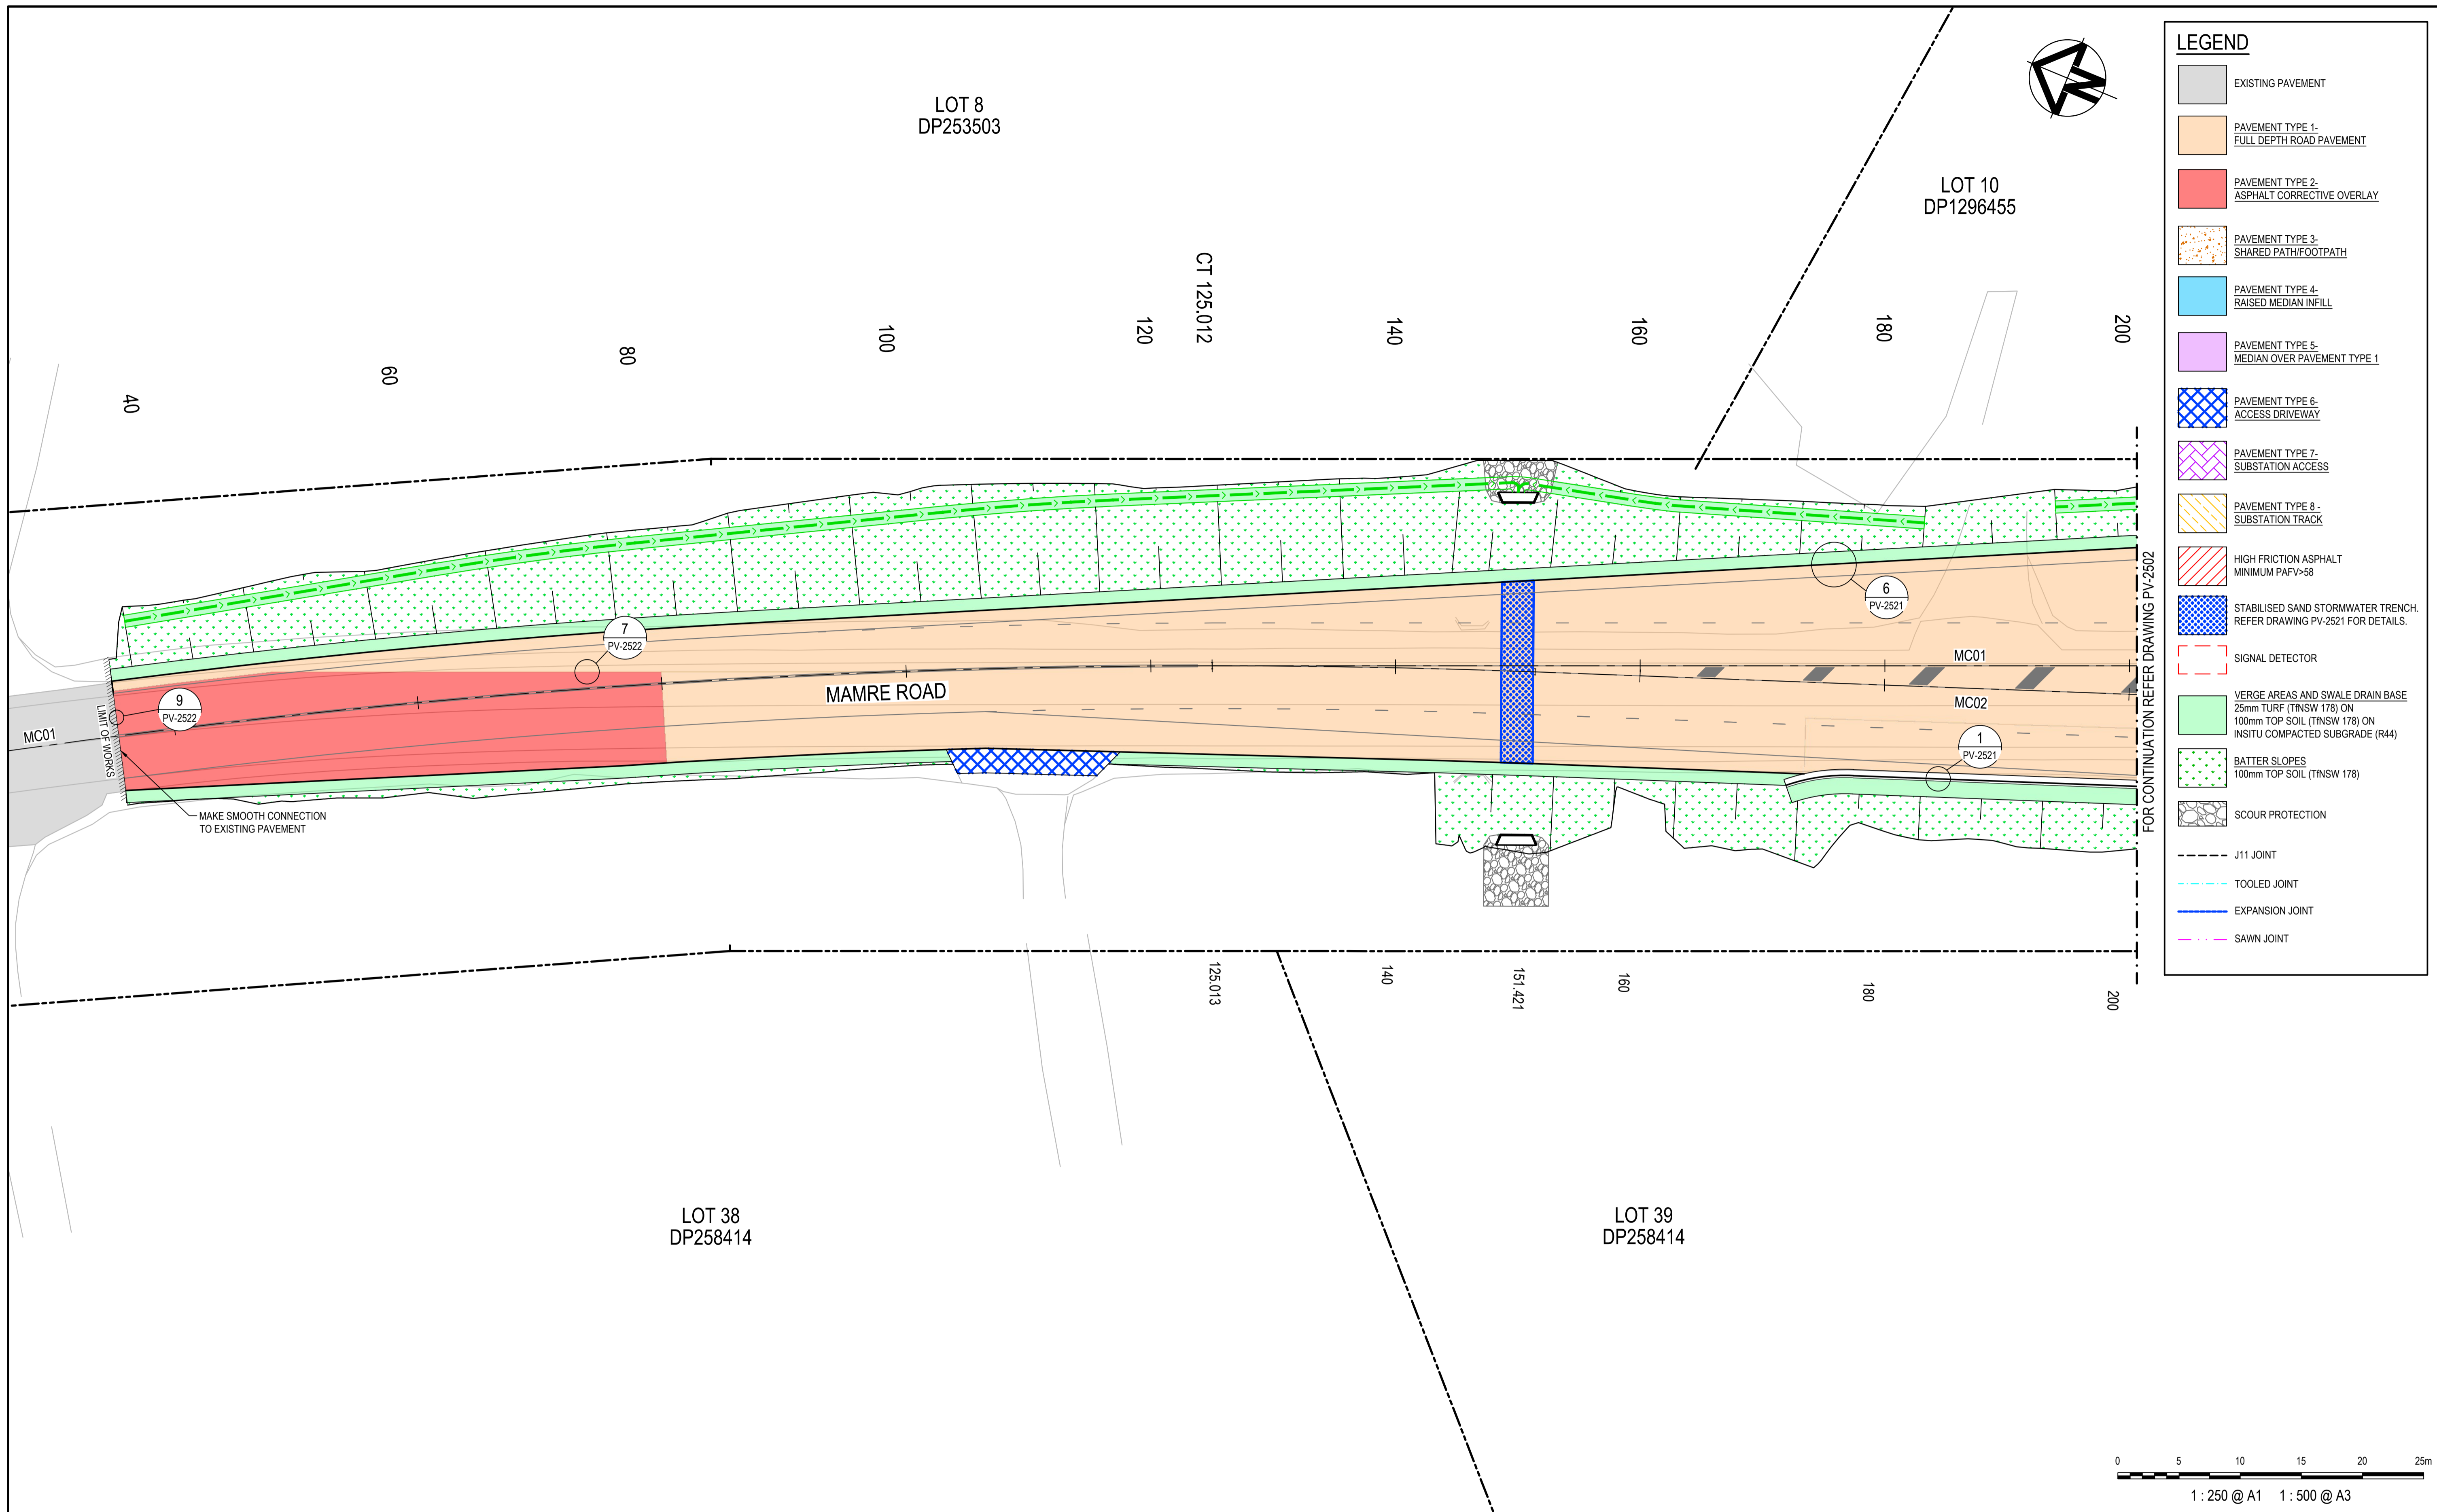 LOT 8
DP253503
LOT 10
DP1296455
N
40
60
80
100
120
CT 125.012
140
160
180
200
6
PV-2521
7
PV-2522
9
PV-2522
1
PV-2521
MC01
MC01
MC02
MAMRE ROAD
LIMIT OF WORKS
MAKE SMOOTH CONNECTION
TO EXISTING PAVEMENT
FOR CONTINUATION REFER DRAWING PV-2502
125.013
140
151.421
160
180
200
LOT 38
DP258414
LOT 39
DP258414
LEGEND
EXISTING PAVEMENT
PAVEMENT TYPE 1-
FULL DEPTH ROAD PAVEMENT
PAVEMENT TYPE 2-
ASPHALT CORRECTIVE OVERLAY
PAVEMENT TYPE 3-
SHARED PATH/FOOTPATH
PAVEMENT TYPE 4-
RAISED MEDIAN INFILL
PAVEMENT TYPE 5-
MEDIAN OVER PAVEMENT TYPE 1
PAVEMENT TYPE 6-
ACCESS DRIVEWAY
PAVEMENT TYPE 7-
SUBSTATION ACCESS
PAVEMENT TYPE 8 -
SUBSTATION TRACK
HIGH FRICTION ASPHALT
MINIMUM PAFV>58
STABILISED SAND STORMWATER TRENCH.
REFER DRAWING PV-2521 FOR DETAILS.
SIGNAL DETECTOR
VERGE AREAS AND SWALE DRAIN BASE
25mm TURF (TfNSW 178) ON
100mm TOP SOIL (TfNSW 178) ON
INSITU COMPACTED SUBGRADE (R44)
BATTER SLOPES
100mm TOP SOIL (TfNSW 178)
SCOUR PROTECTION
J11 JOINT
TOOLED JOINT
EXPANSION JOINT
SAWN JOINT
0 5 10 15 20 25m
1 : 250 @ A1 1 : 500 @ A3